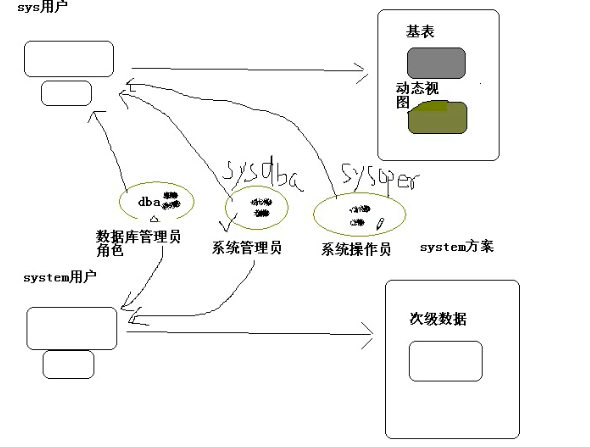 sys用户
基表
动态视
图
sysdba
sysoper
dba
数据库管理员
角色
系统管理员
系统操作员
system方案
system用户
次级数据